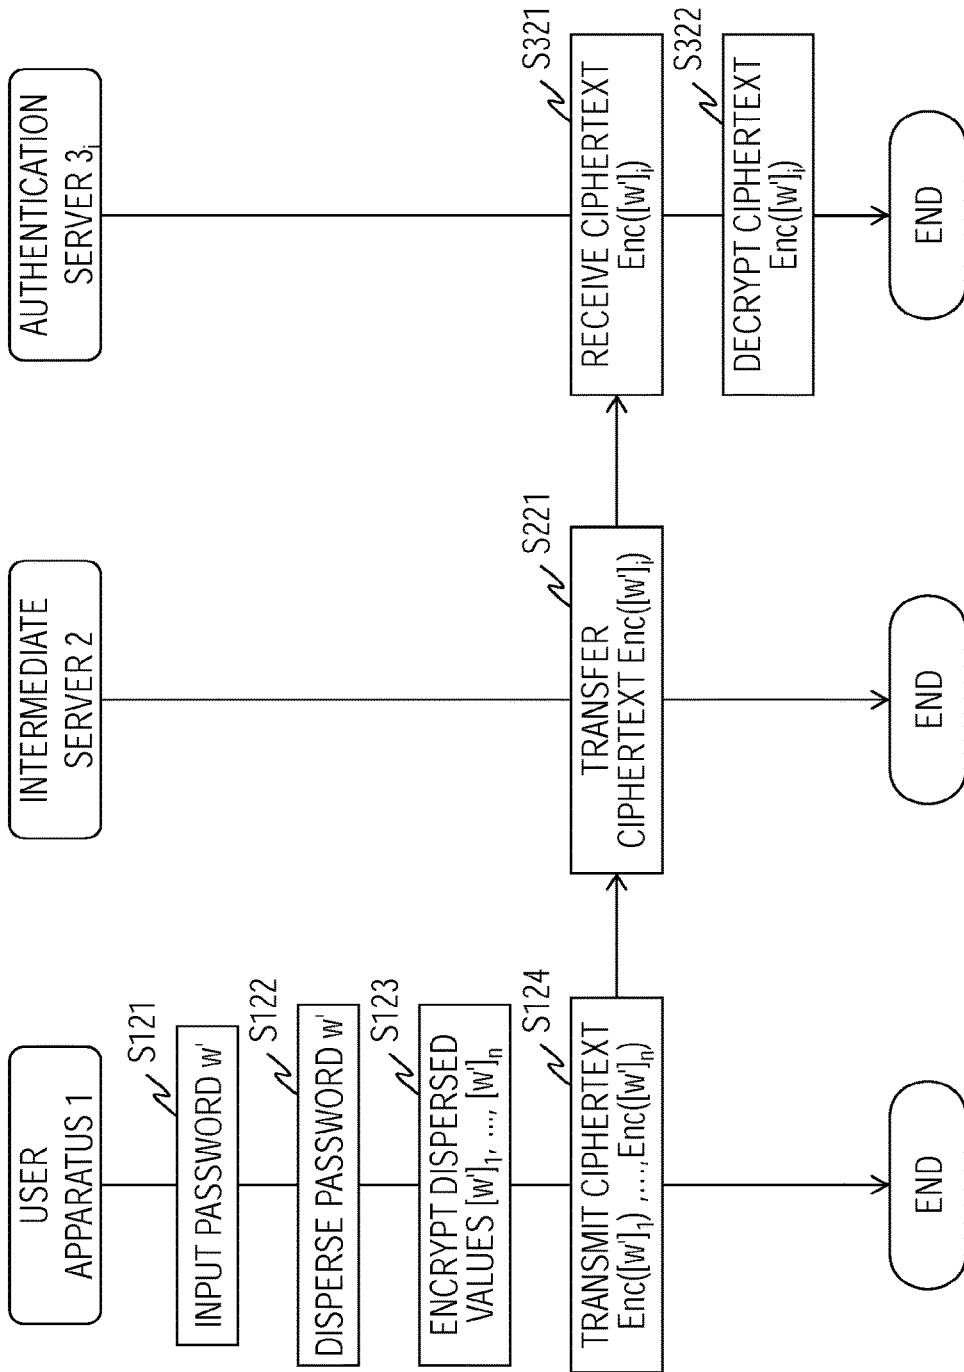 USER
APPARATUS 1
S121
INPUT PASSWORD w'
S122
DISPERSE PASSWORD w'
S123
ENCRYPT DISPERSED
VALUES [w']1, ..., [w']n
S124
TRANSMIT CIPHERTEXT
Enc([w']1) ,..., Enc([w']n)
END
INTERMEDIATE
SERVER 2
S221
TRANSFER
CIPHERTEXT Enc([w']i)
END
AUTHENTICATION
SERVER 3i
S321
RECEIVE CIPHERTEXT
Enc([w']i)
S322
DECRYPT CIPHERTEXT
Enc([w']i)
END